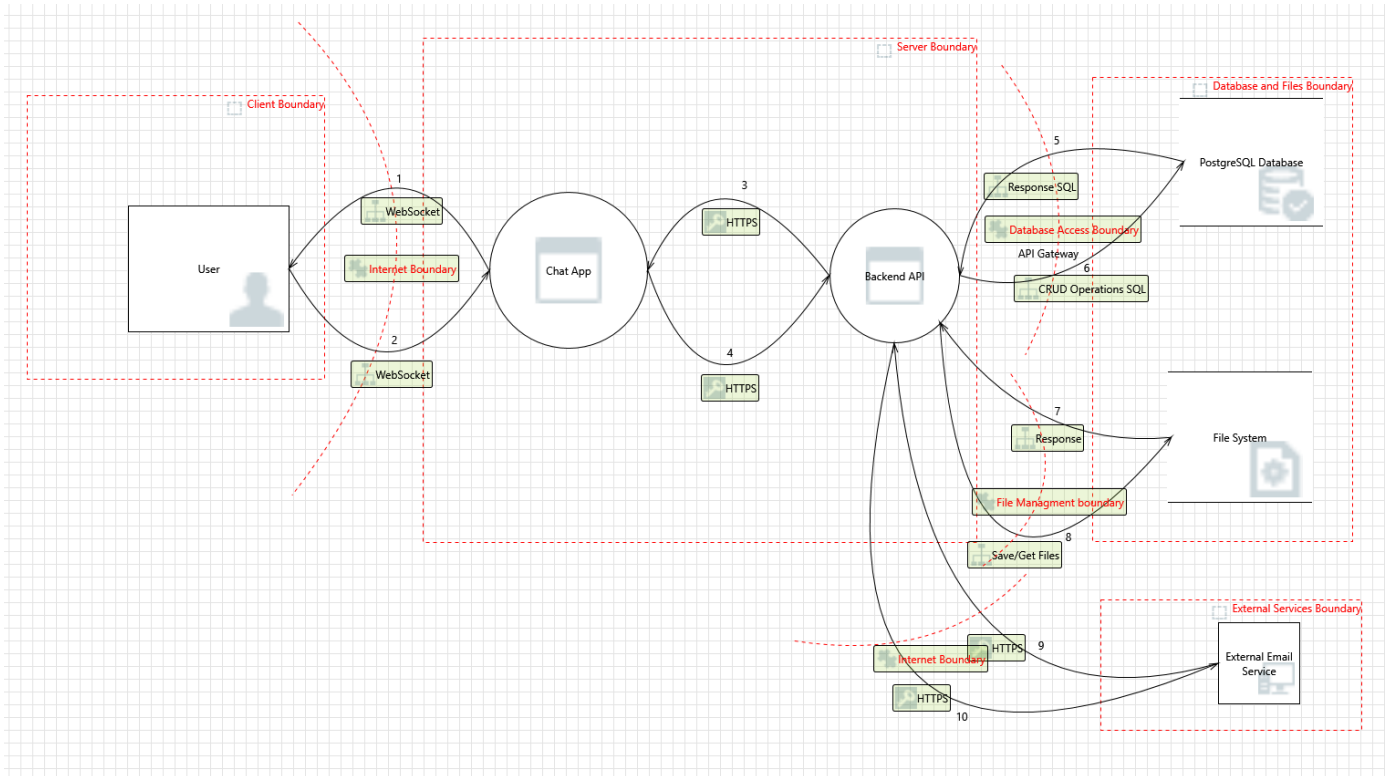 Server Boundary
Database and Files Boundary
Client Boundary
5
PostgreSQL Database
1
3
Response SQL
WebSocket
HTTPS
Database Access Boundary
User
Internet Boundary
Chat App
Backend API
API Gateway
6
CRUD Operations SQL
2
4
WebSocket
HTTPS
7
Response
File System
File Managment boundary
8
Save/Get Files
External Services Boundary
HTTPS
9
Internet Boundary
External Email
Service
HTTPS
10